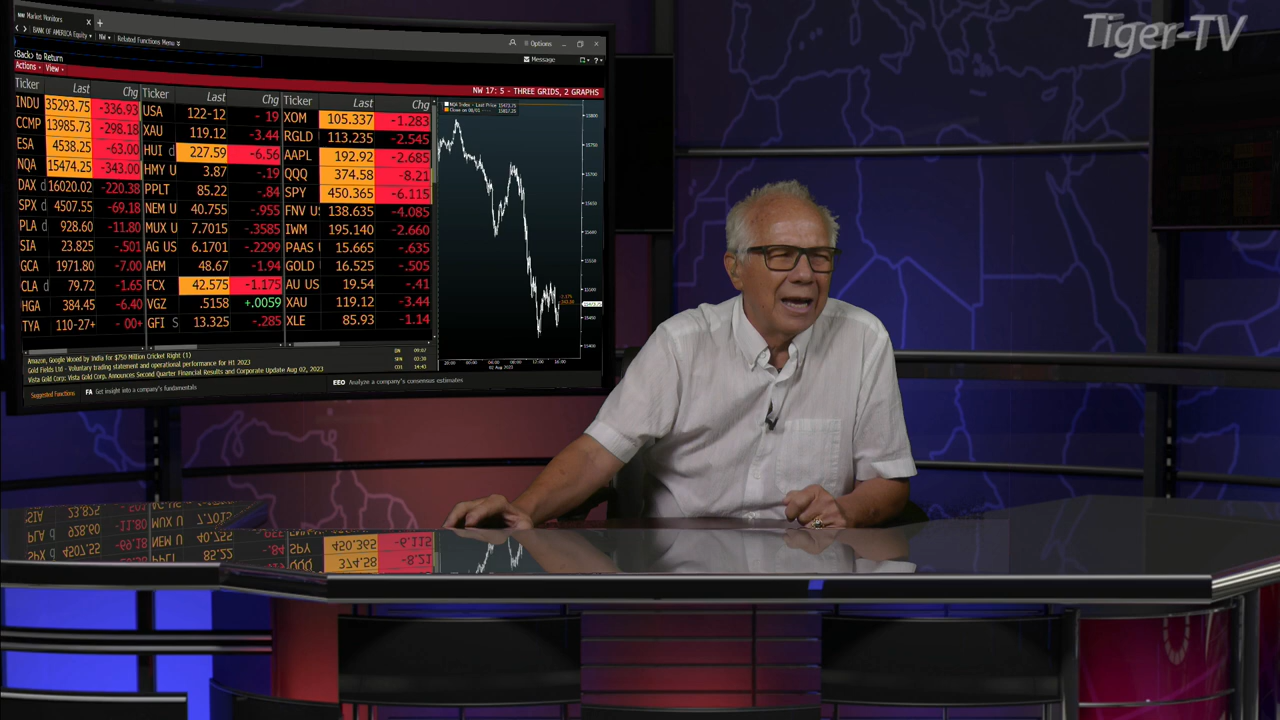 Market Monitors
Tiger-TV
BANK OF AMERICA Equity NW Related Functions Menu
Options
<Back> to Return
Message
Actions View
NW 17: 5 - THREE GRIDS, 2 GRAPHS
Ticker Last Chg Ticker Last Chg Ticker Last Chg
INDU 35293.75 -336.93 USA 122-12 - 19 XOM 105.337 -1.283
CCMP 13985.73 -298.18 XAU 119.12 -3.44 RGLD 113.235 -2.545
ESA 4538.25 -63.00 HUI d 227.59 -6.56 AAPL 192.92 -2.685
NQA 15474.25 -343.00 HMY U 3.87 -.19 QQQ 374.58 -8.21
DAX d 16020.02 -220.38 PPLT 85.22 -.84 SPY 450.365 -6.115
SPX d 4507.55 -69.18 NEM U 40.755 -.955 FNV US 138.635 -4.085
PLA d 928.60 -11.80 MUX U 7.7015 -.3585 IWM 195.140 -2.660
SIA 23.825 -.501 AG US 6.1701 -.2299 PAAS 15.665 -.635
GCA 1971.80 -7.00 AEM 48.67 -1.94 GOLD 16.525 -.505
CLA d 79.72 -1.65 FCX 42.575 -1.175 AU US 19.54 -.41
HGA 384.45 -6.40 VGZ .5158 +.0059 XAU 119.12 -3.44
TYA 110-27+ - 00+ GFI S 13.325 -.285 XLE 85.93 -1.14
Amazon, Google Wooed by India for $750 Million Cricket Right (1)
Gold Fields Ltd - Voluntary trading statement and operational performance for H1 2023
Vista Gold Corp: Vista Gold Corp. Announces Second Quarter Financial Results and Corporate Update Aug 02, 2023
02 Aug 2023
Suggested Functions FA Get insight into a company's fundamentals EEO Analyze a company's consensus estimates